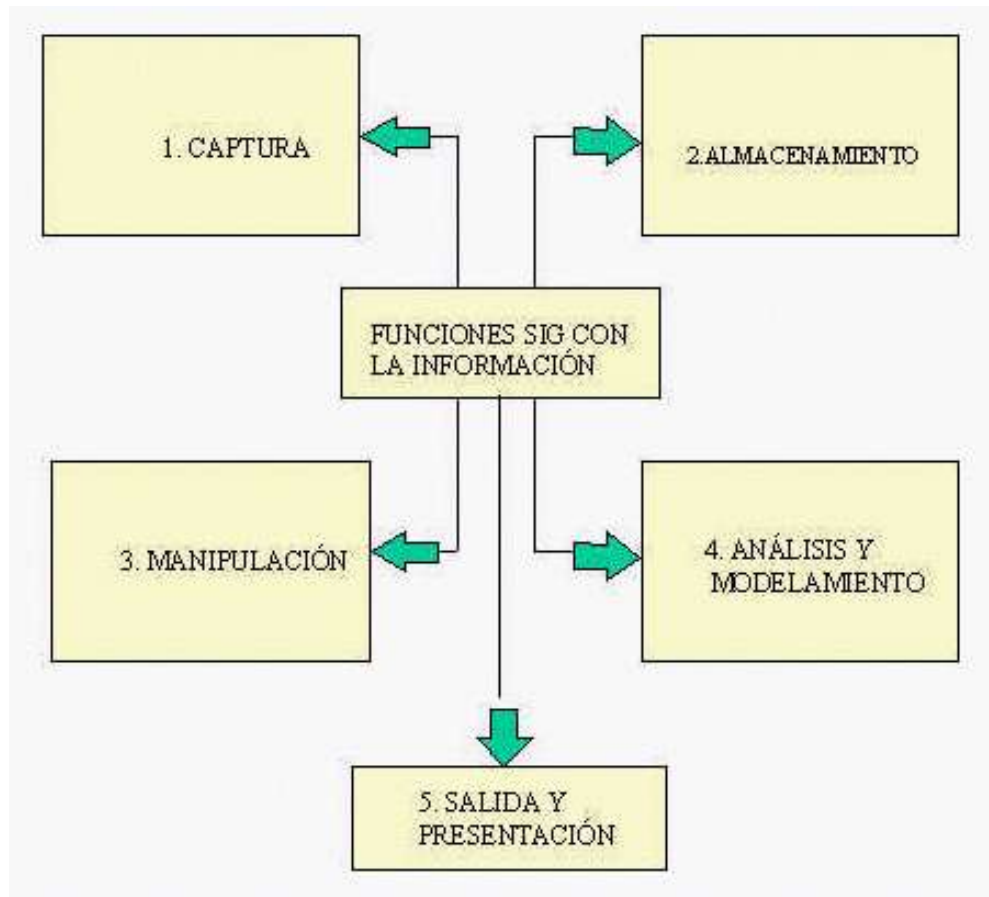 1. CAPTURA
2.ALMACENAMIENTO
FUNCIONES SIG CON
LA INFORMACIÓN
3. MANIPULACIÓN
4. ANÁLISIS Y
MODELAMIENTO
5. SALIDA Y
PRESENTACIÓN